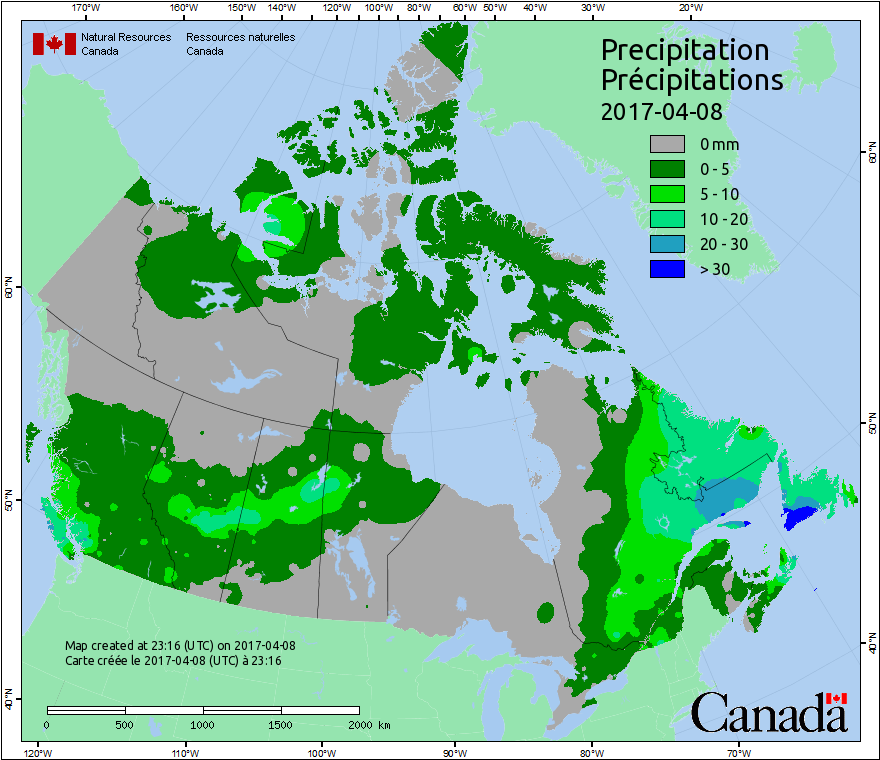 170°W 160°W 150°W 140°W 120°W 100°W 80°W 60°W 50°W 40°W 30°W 20°W
Natural Resources Ressources naturelles
Canada Canada
Precipitation
Précipitations
2017-04-08
0 mm
0 - 5
5 - 10
10 - 20
20 - 30
> 30
60°N 60°N
50°N 50°N
40°N 40°N
Map created at 23:16 (UTC) on 2017-04-08
Carte créée le 2017-04-08 (UTC) à 23:16
0 500 1000 1500 2000 km
Canada
120°W 110°W 100°W 90°W 80°W 70°W